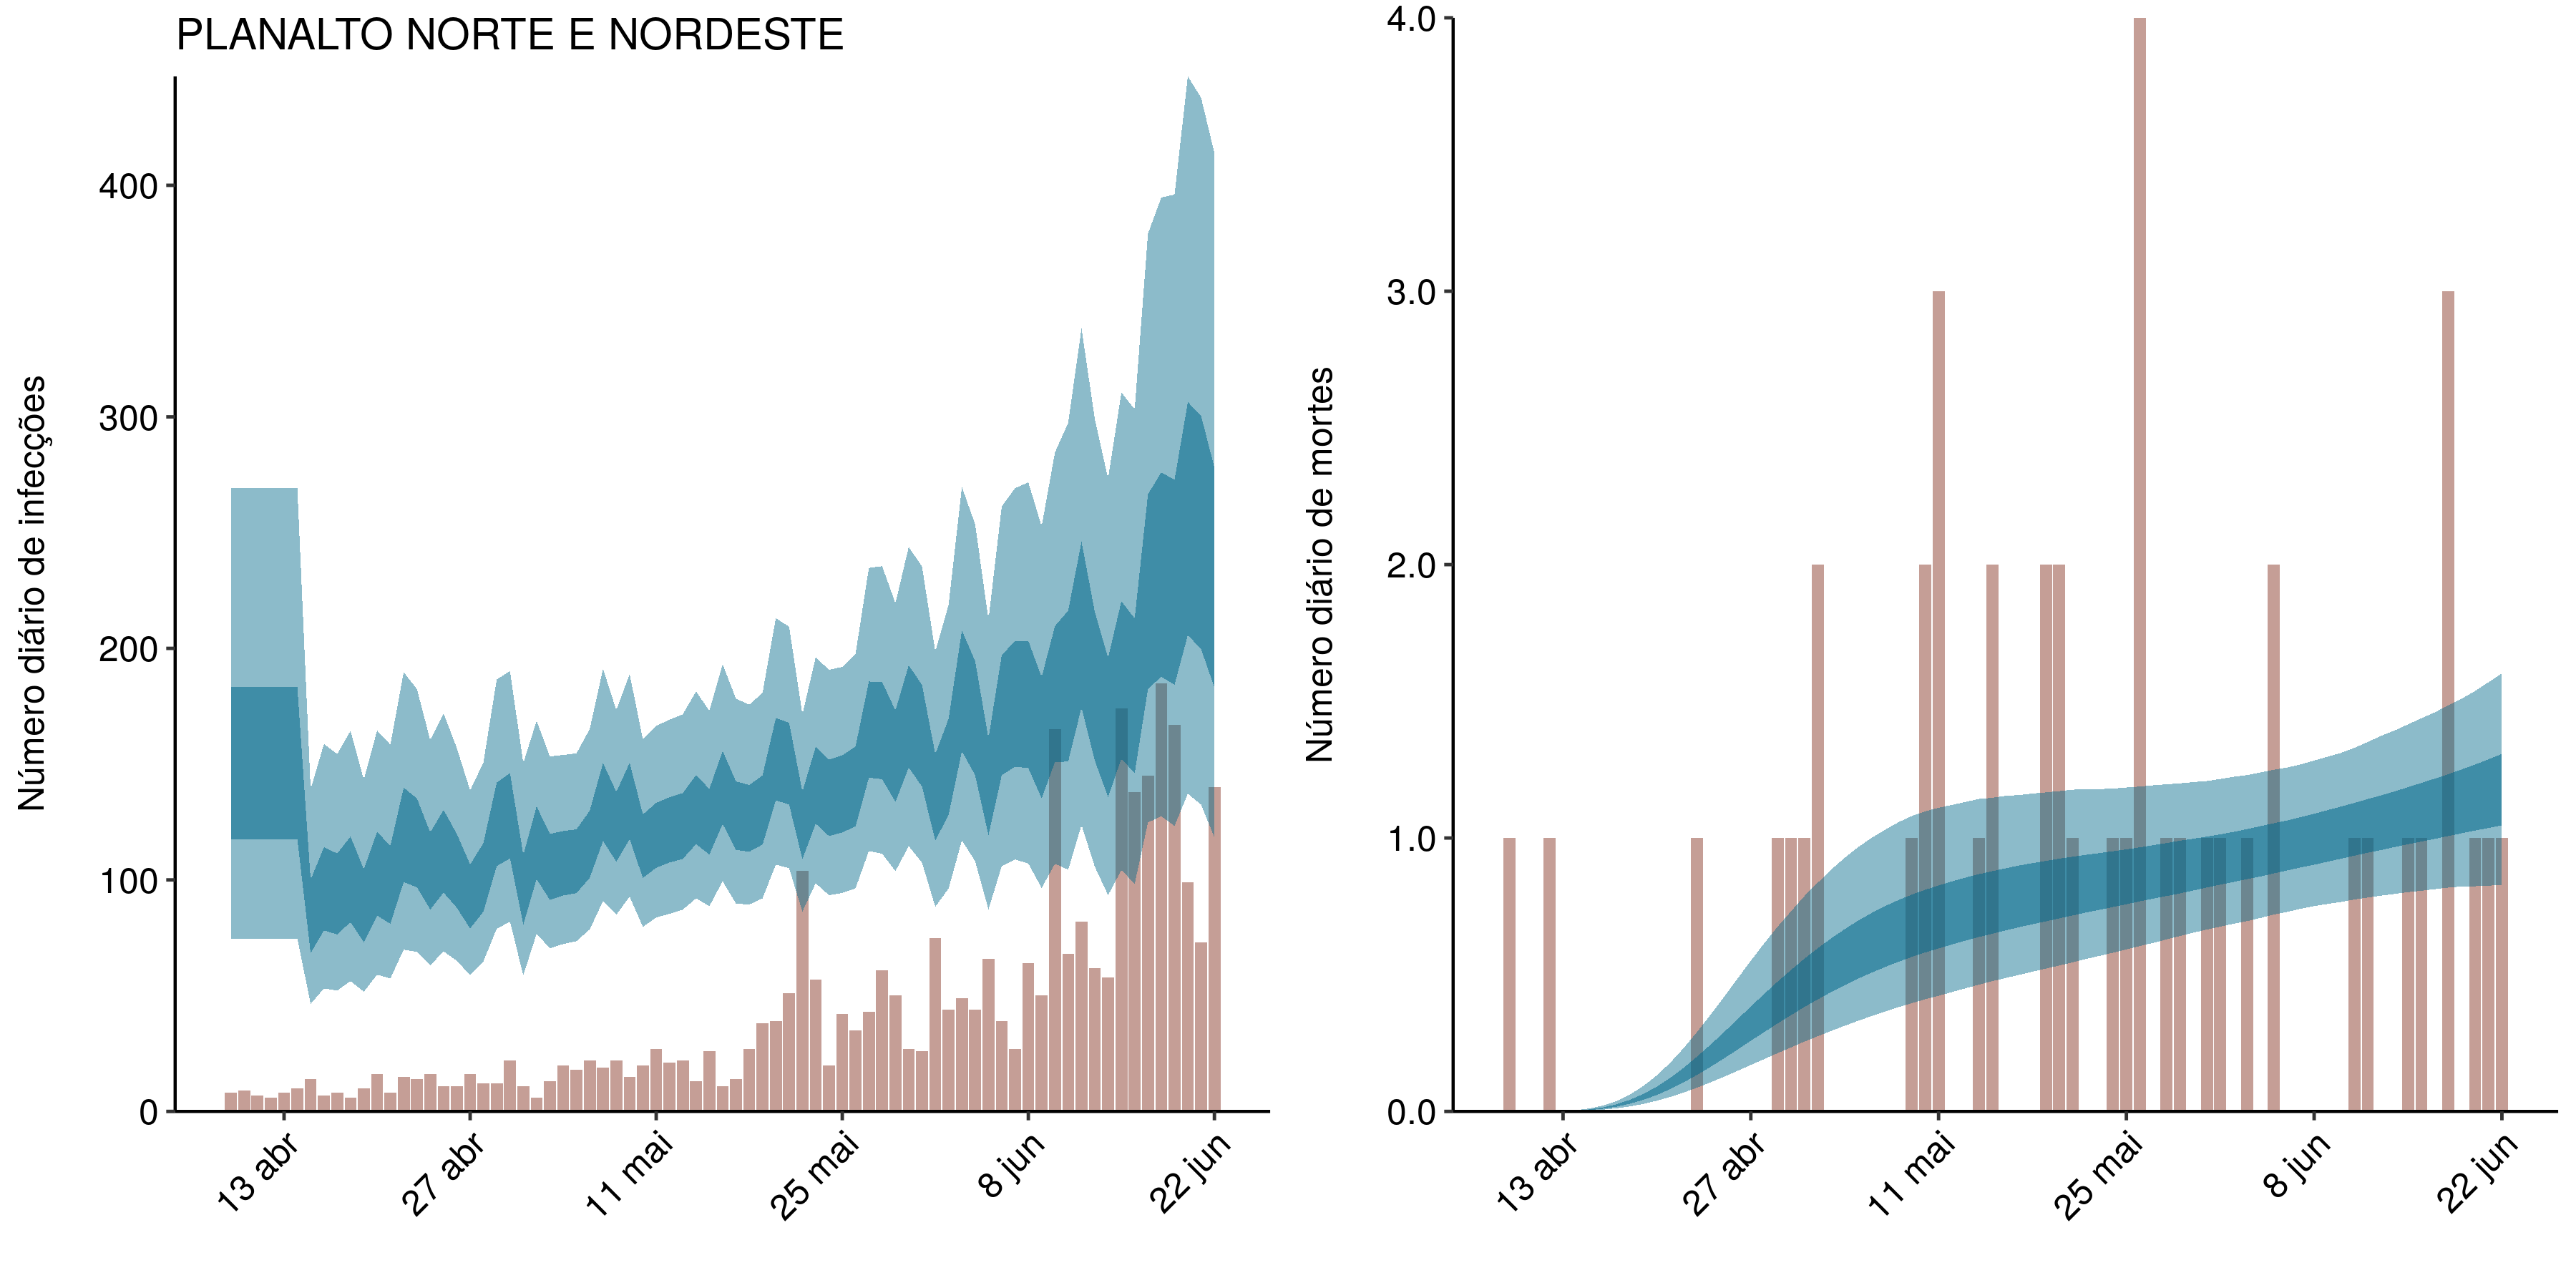 PLANALTO NORTE E NORDESTE
Número diário de infecções
400
300
200
100
0
13 abr
27 abr
11 mai
25 mai
8 jun
22 jun
Número diário de mortes
4.0
3.0
2.0
1.0
0.0
13 abr
27 abr
11 mai
25 mai
8 jun
22 jun